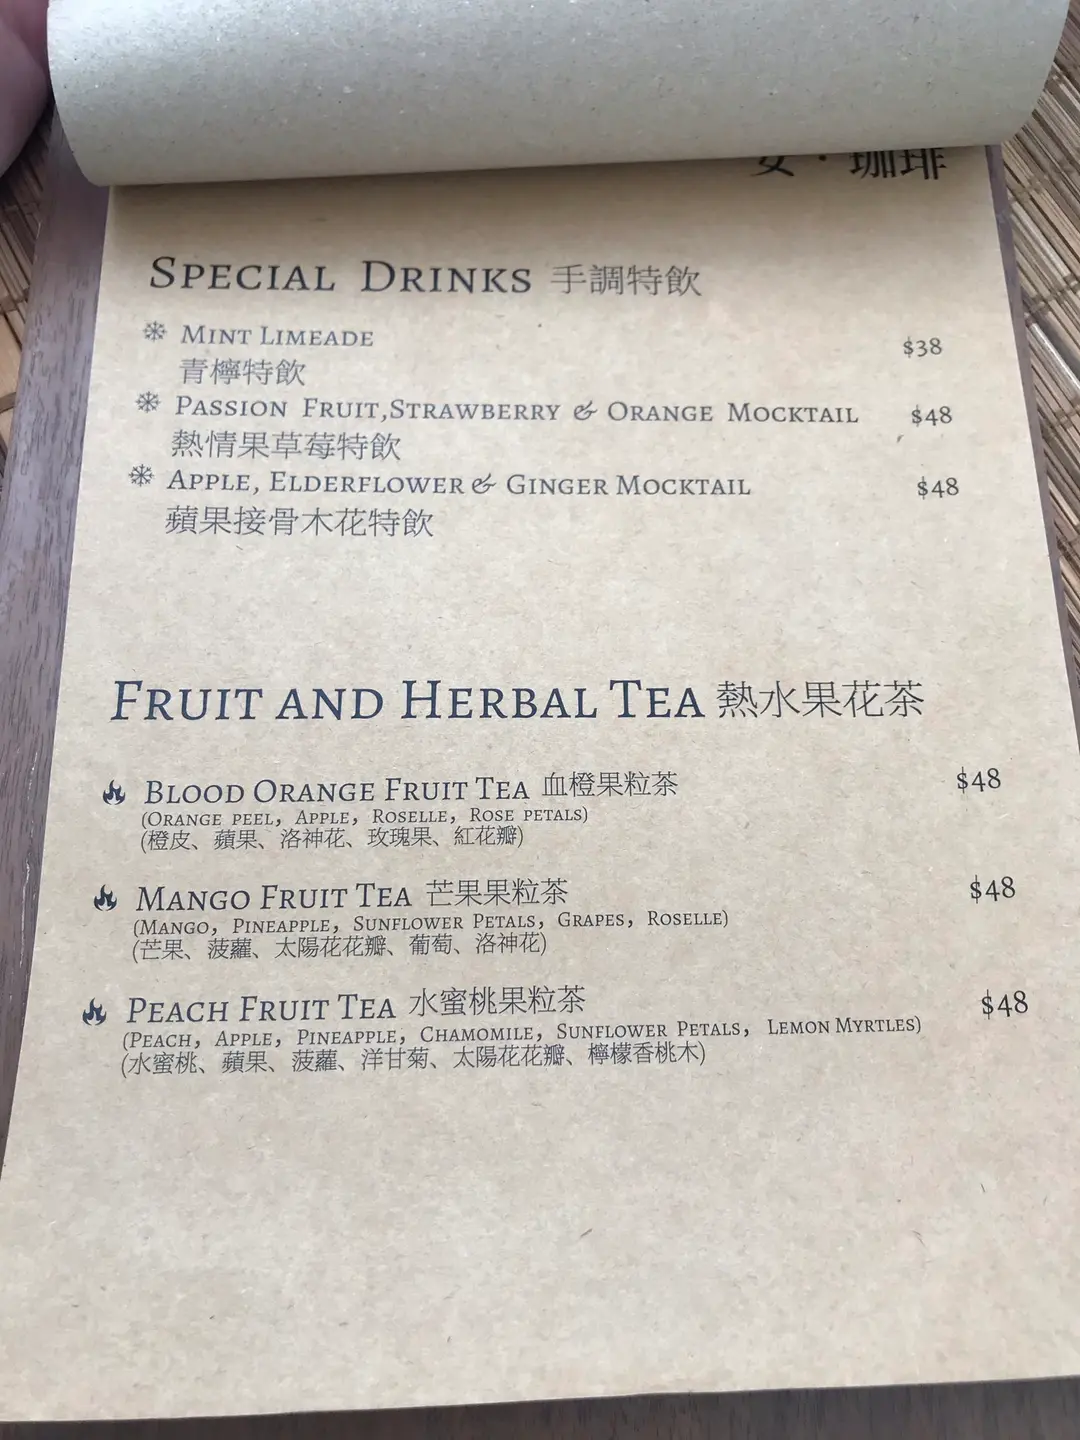 珈琲
SPECIAL DRINKS 手調特飲
MINT LIMEADE $38
青檸特飲
PASSION FRUIT,STRAWBERRY & ORANGE MOCKTAIL $48
熱情果草莓特飲
APPLE, ELDERFLOWER & GINGER MOCKTAIL $48
蘋果接骨木花特飲
FRUIT AND HERBAL TEA 熱水果花茶
BLOOD ORANGE FRUIT TEA 血橙果粒茶 $48
(ORANGE PEEL, APPLE, ROSELLE, ROSE PETALS)
(橙皮、蘋果、洛神花、玫瑰果、紅花瓣)
MANGO FRUIT TEA 芒果果粒茶 $48
(MANGO, PINEAPPLE, SUNFLOWER PETALS, GRAPES, ROSELLE)
(芒果、菠蘿、太陽花花瓣、葡萄、洛神花)
PEACH FRUIT TEA 水蜜桃果粒茶 $48
(PEACH, APPLE, PINEAPPLE, CHAMOMILE, SUNFLOWER PETALS, LEMON MYRTLES)
(水蜜桃、蘋果、菠蘿、洋甘菊、太陽花花瓣、檸檬香桃木)